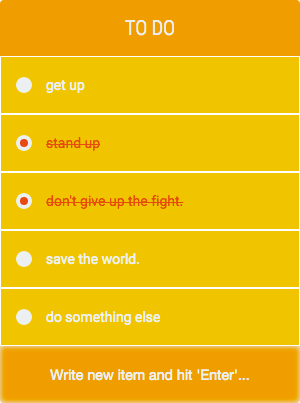 TO DO
get up
stand up
don't give up the fight.
save the world.
do something else
Write new item and hit 'Enter'...